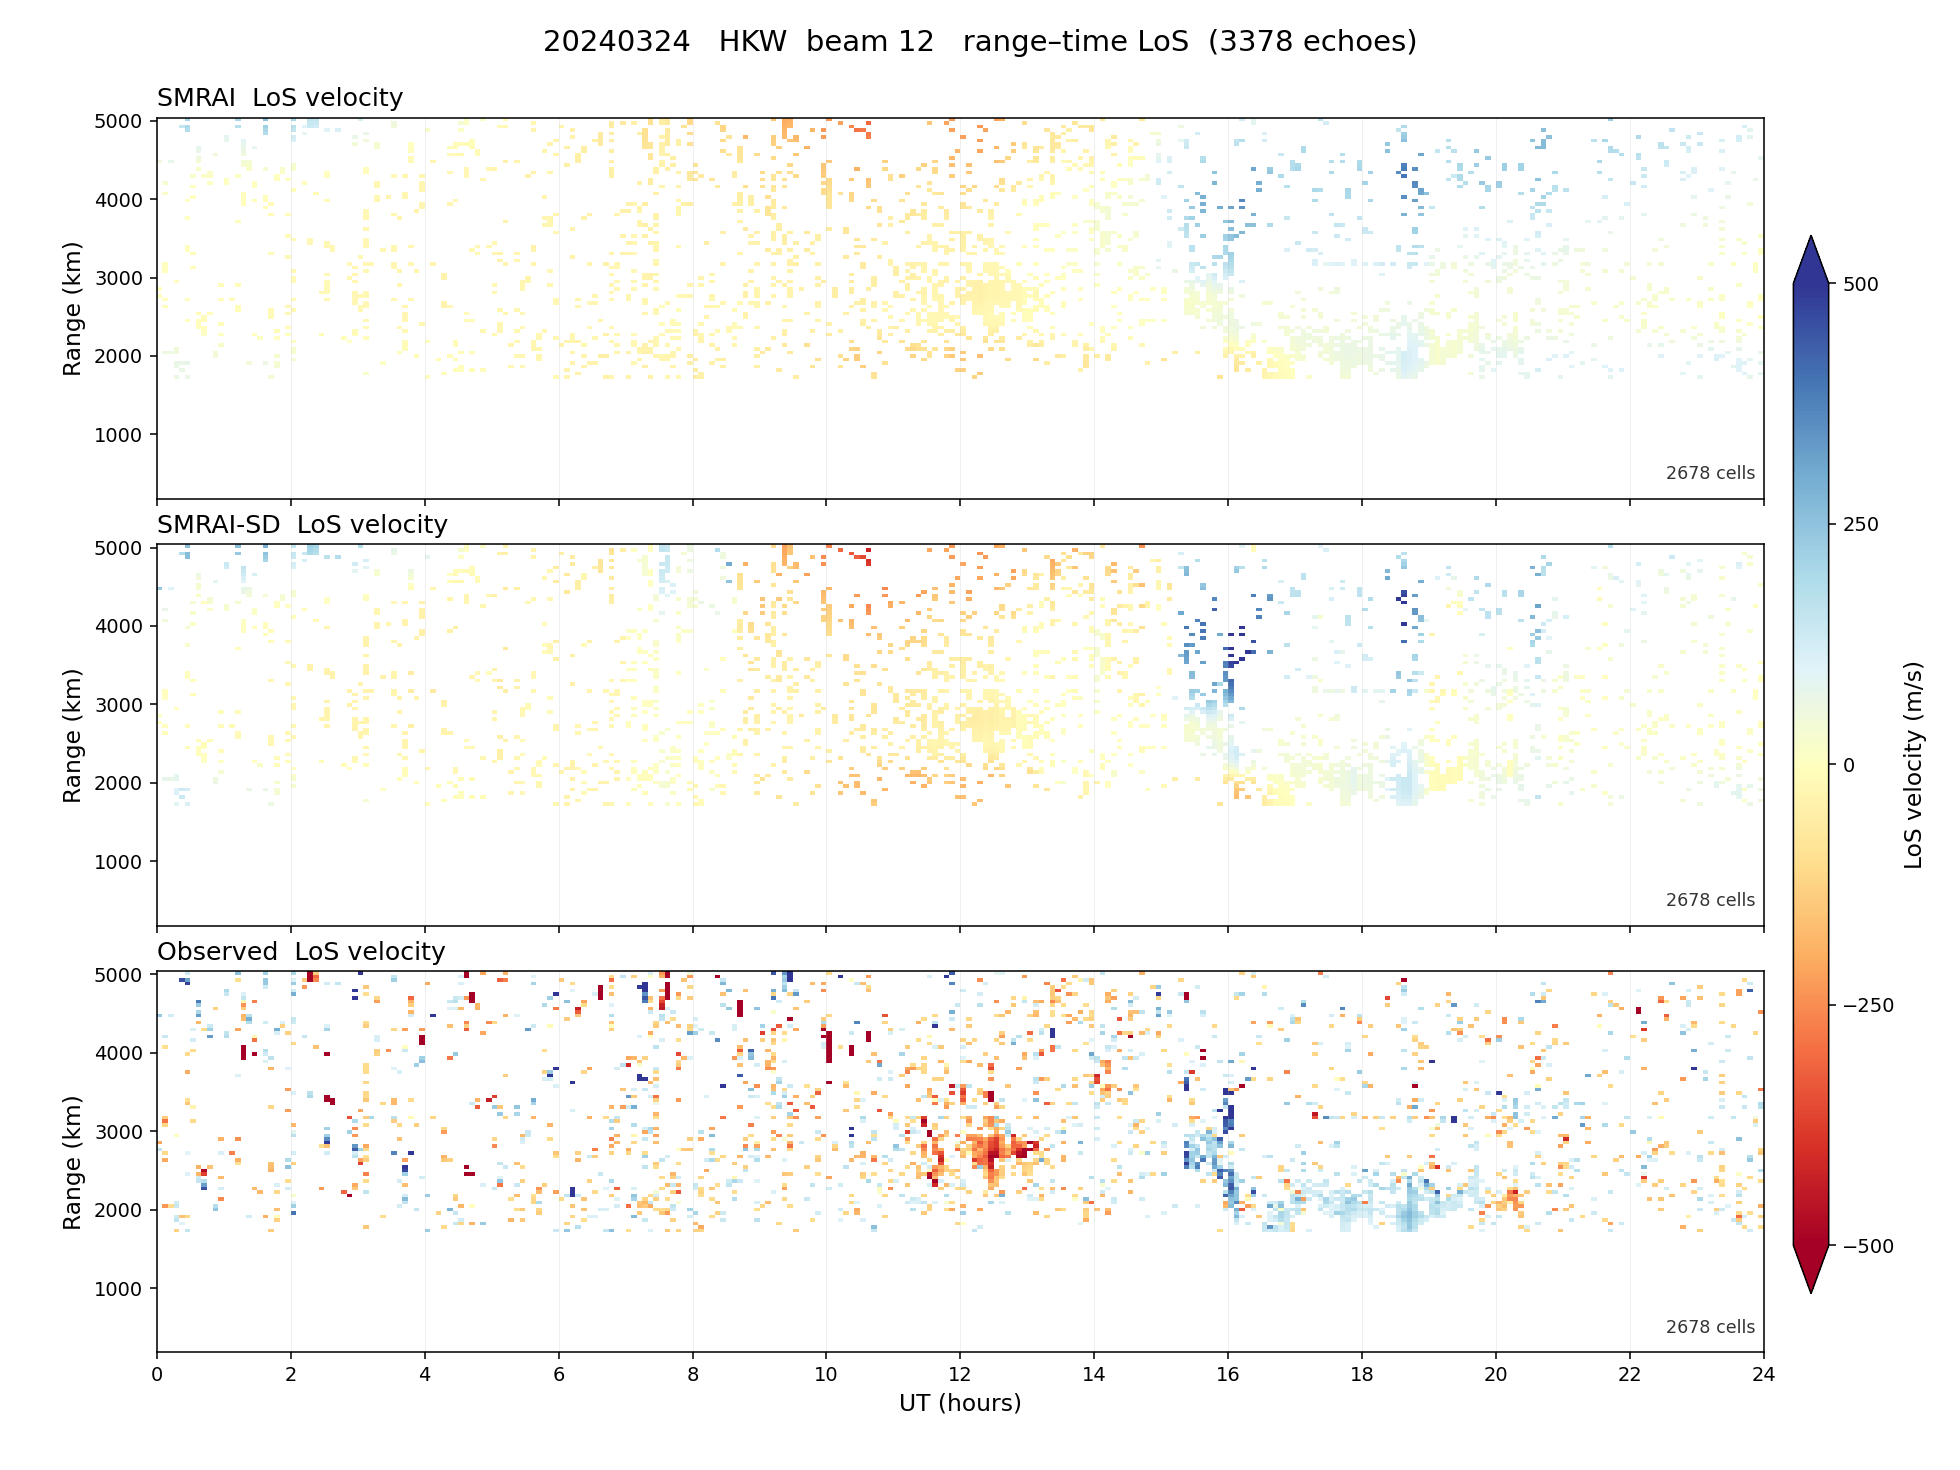 20240324   HKW  beam 12   range–time LoS  (3378 echoes)
SMRAI  LoS velocity
5000
4000
3000
2000
1000
Range (km)
2678 cells
SMRAI-SD  LoS velocity
5000
4000
3000
2000
1000
Range (km)
2678 cells
Observed  LoS velocity
5000
4000
3000
2000
1000
Range (km)
2678 cells
0 2 4 6 8 10 12 14 16 18 20 22 24
UT (hours)
500
250
0
−250
−500
LoS velocity (m/s)